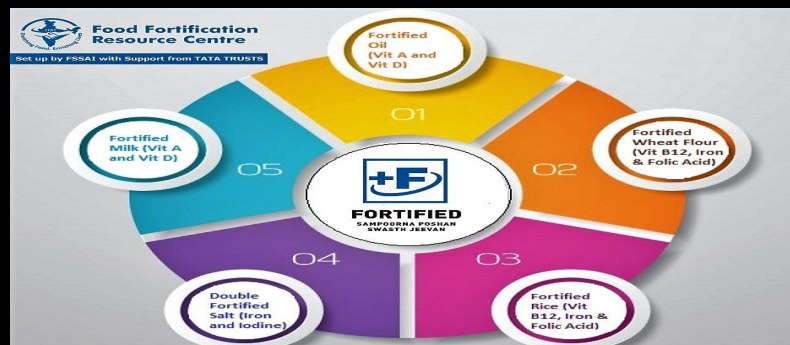 Food Fortification
Resource Centre
Set up by FSSAI with Support from TATA TRUSTS
Fortified
Oil
(Vit A and
Vit D)
01
Fortified
Wheat Flour
(Vit B12, Iron
& Folic Acid)
02
Fortified
Rice (Vit
B12, Iron &
Folic Acid)
03
Double
Fortified
Salt (Iron
and Iodine)
04
Fortified
Milk (Vit A
and Vit D)
05
+F
FORTIFIED
SAMPOORNA POSHAN
SWASTH JEEVAN